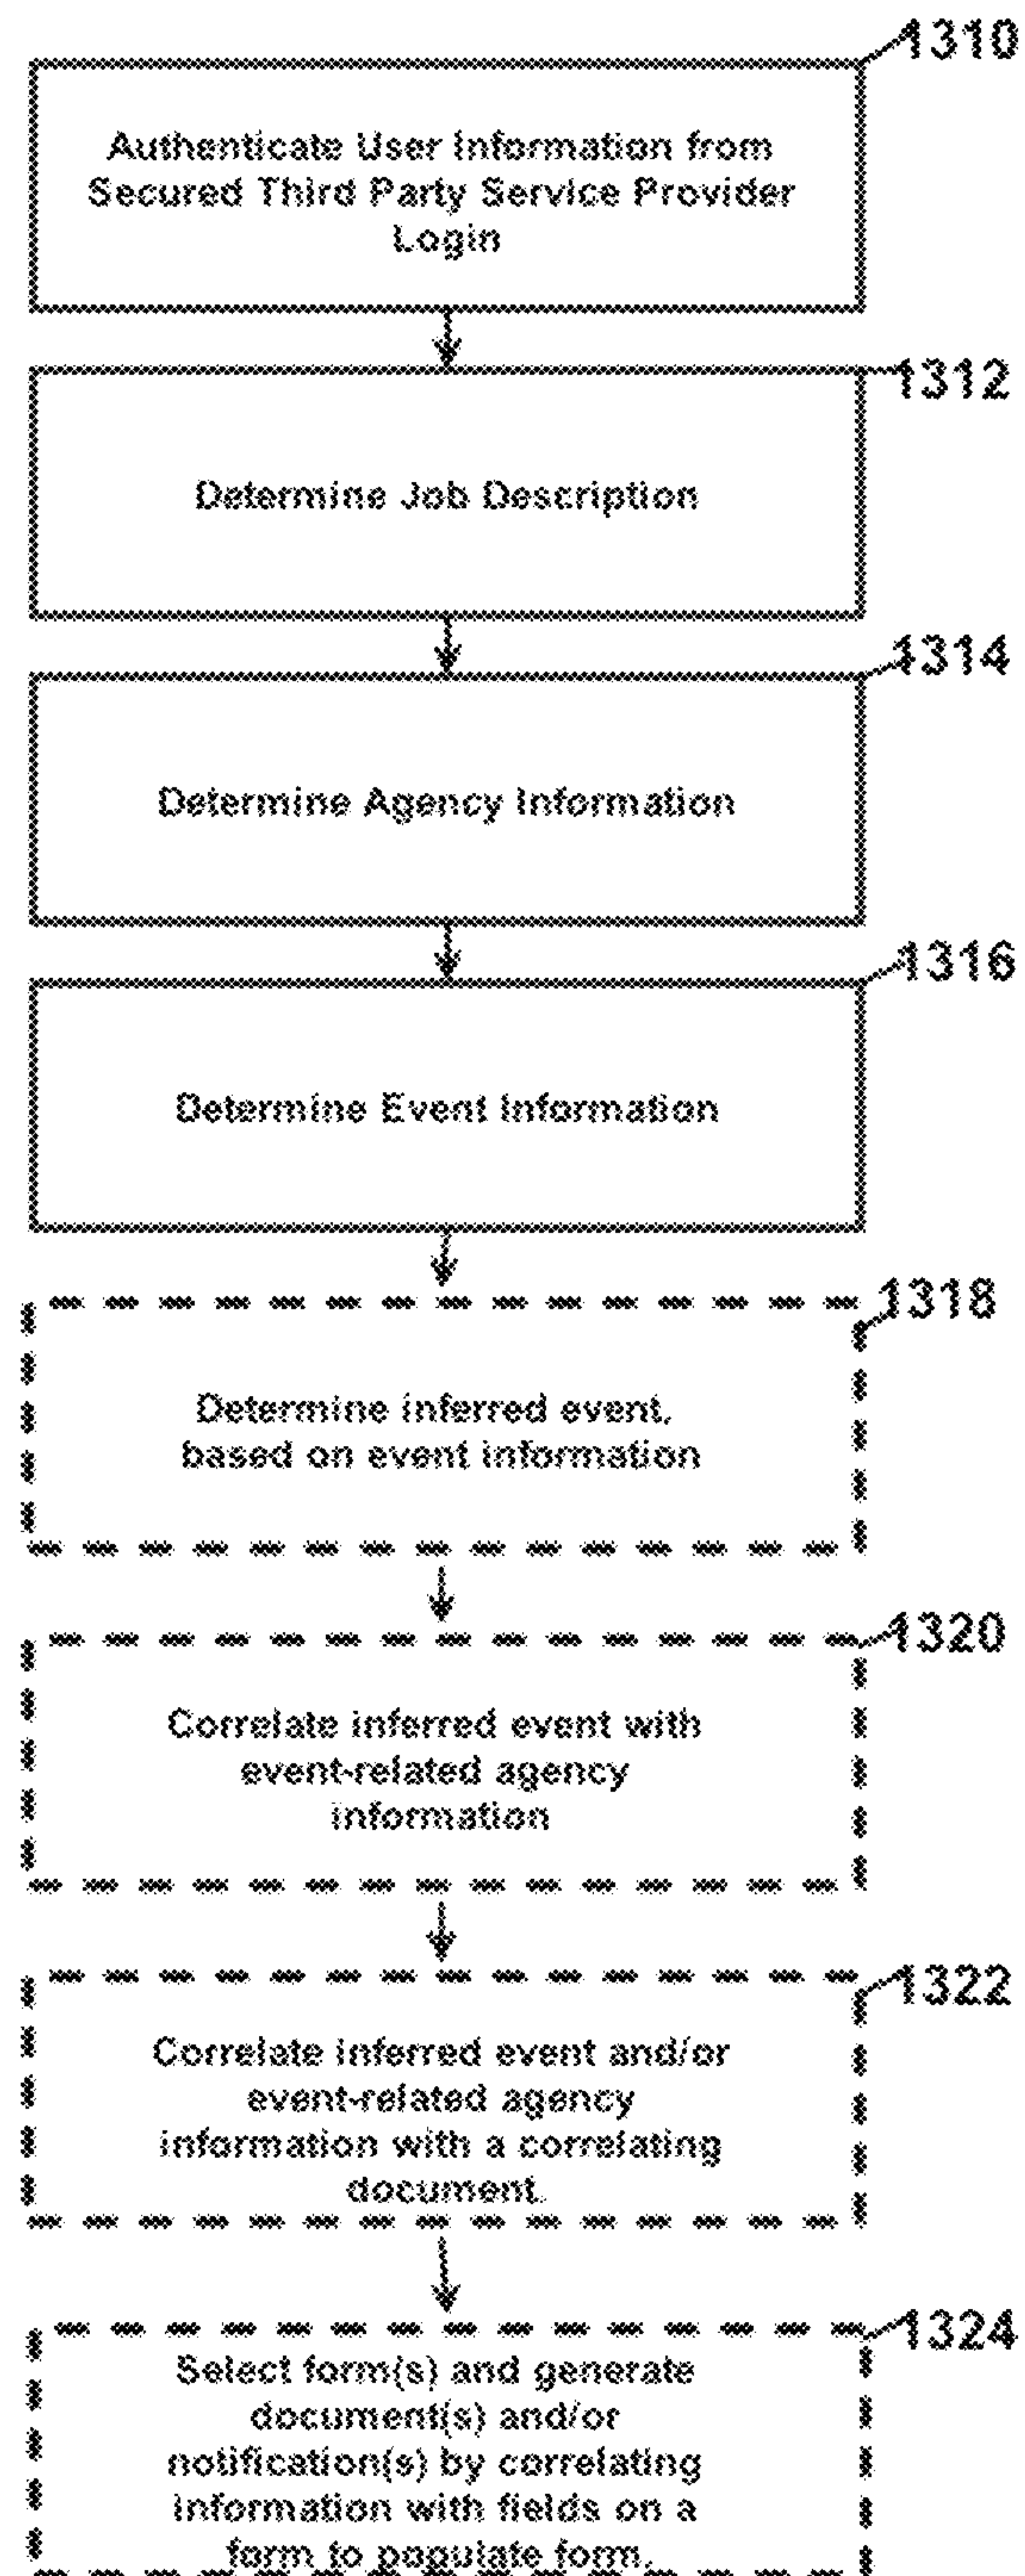 1310
Authenticate User Information from
Secured Third Party Service Provider
Login
1312
Determine Job Description
1314
Determine Agency Information
1316
Determine Event Information
1318
Determine inferred event,
based on event information
1320
Correlate inferred event with
event-related agency
information
1322
Correlate inferred event and/or
event-related agency
information with a correlating
document.
1324
Select form(s) and generate
document(s) and/or
notification(s) by correlating
information with fields on a
form to populate form.